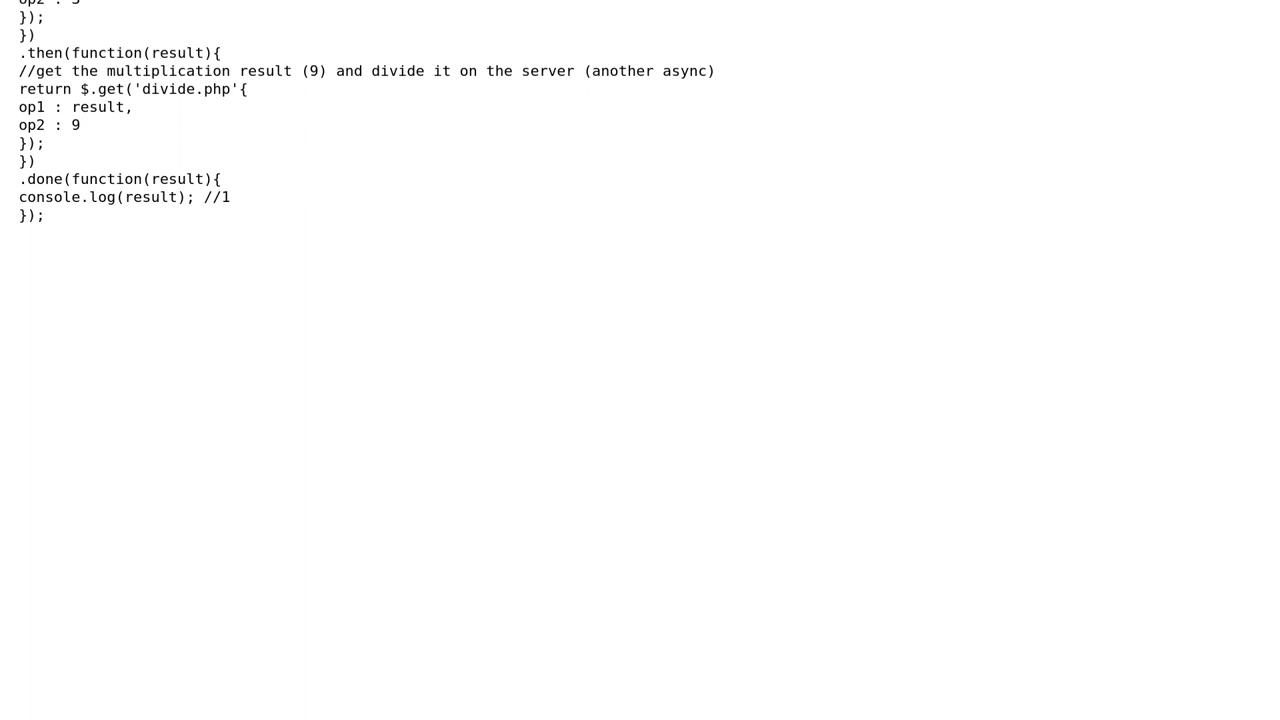 });
})
.then(function(result){
//get the multiplication result (9) and divide it on the server (another async)
return $.get('divide.php'{
op1 : result,
op2 : 9
});
})
.done(function(result){
console.log(result); //1
});